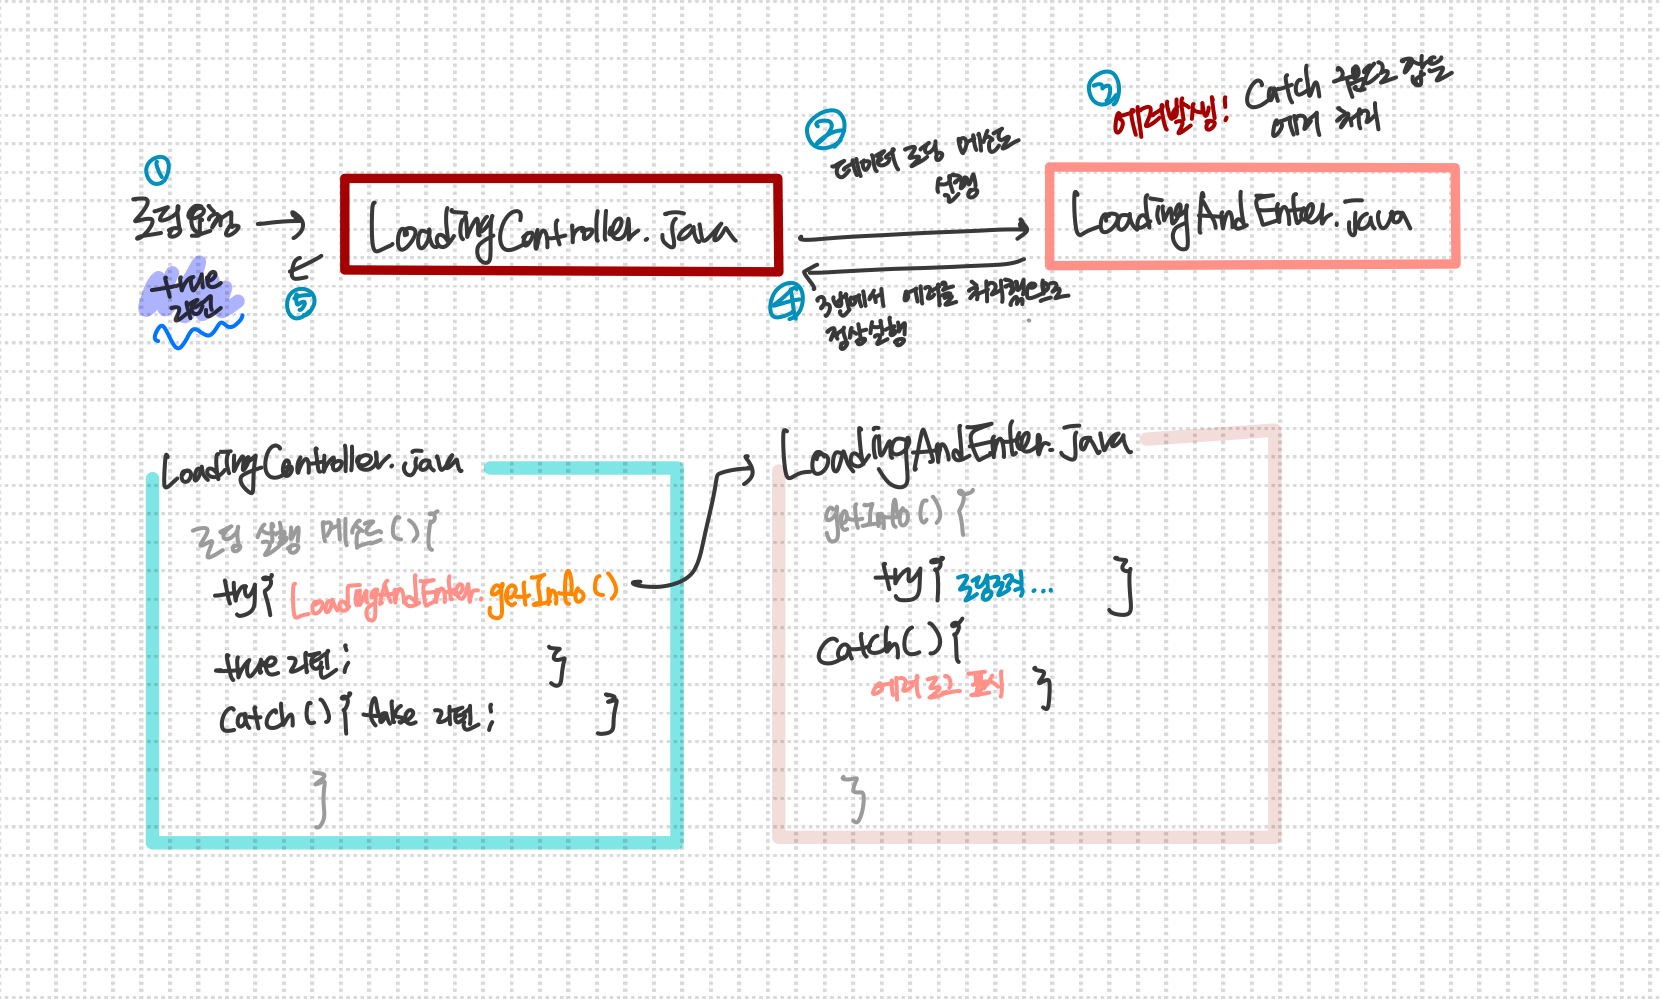 ①
로딩요청
true
리턴
⑤
LoadingController.java
②
데이터 로딩 메소드
실행
④
3번에서 에러를 처리했으므로
정상실행
③
에러발생! Catch 구문으로 잡은
에러 처리
LoadingAndEnter.java
LoadingController.java
로딩 실행 메소드(){
try{ LoadingAndEnter.getInfo()
true 리턴; }
catch(){ false 리턴; }
}
LoadingAndEnter.java
getInfo(){
try{ 로딩로직... }
catch(){
에러 로그 표시 }
}